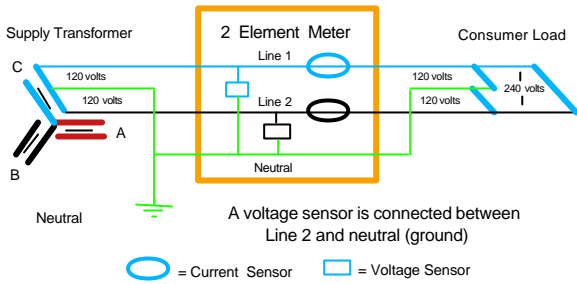 Supply Transformer
2 Element Meter
Consumer Load
C
Line 1
120 volts
120 volts
240 volts
120 volts
Line 2
120 volts
A
B
Neutral
Neutral
A voltage sensor is connected between
Line 2 and neutral (ground)
= Current Sensor
= Voltage Sensor